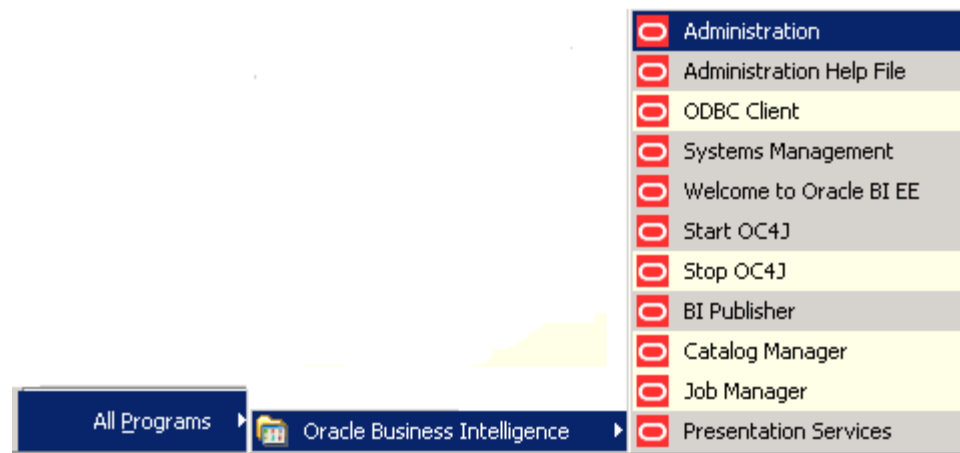 Administration
Administration Help File
ODBC Client
Systems Management
Welcome to Oracle BI EE
Start OC4J
Stop OC4J
BI Publisher
Catalog Manager
Job Manager
All Programs
Oracle Business Intelligence
Presentation Services